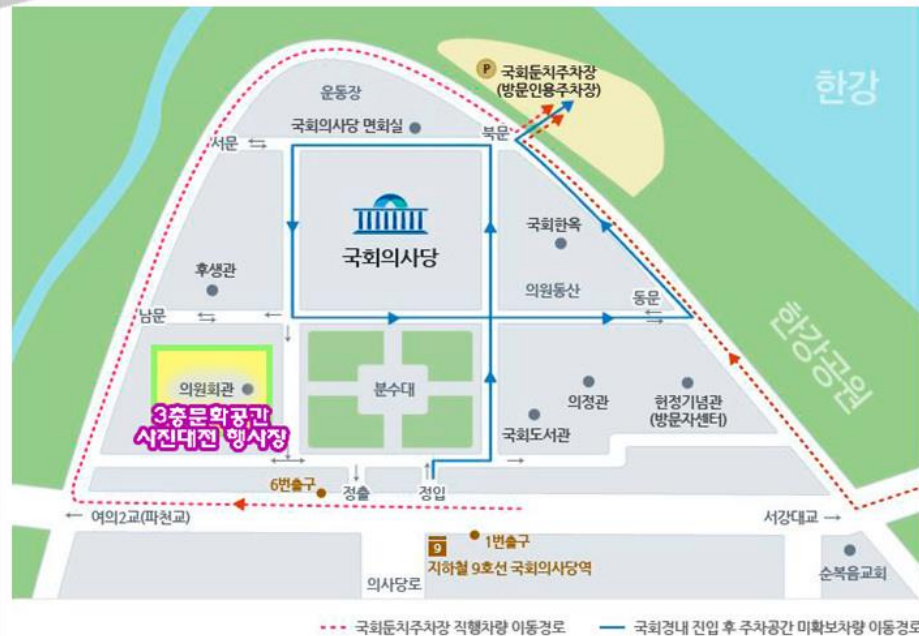 한강
P 국회둔치주차장
(방문인용주차장)
운동장
국회의사당 면회실
북문
서문
국회의사당
국회한옥
후생관
의원동산
동문
남문
한강공원
의원회관
분수대
의정관
헌정기념관
(방문자센터)
국회도서관
3층문화공간
사진대전 행사장
6번출구
정출
정입
← 여의2교(파천교)
서강대교 →
1번출구
9
지하철 9호선 국회의사당역
의사당로
순복음교회
국회둔치주차장 직행차량 이동경로
국회경내 진입 후 주차공간 미확보차량 이동경로